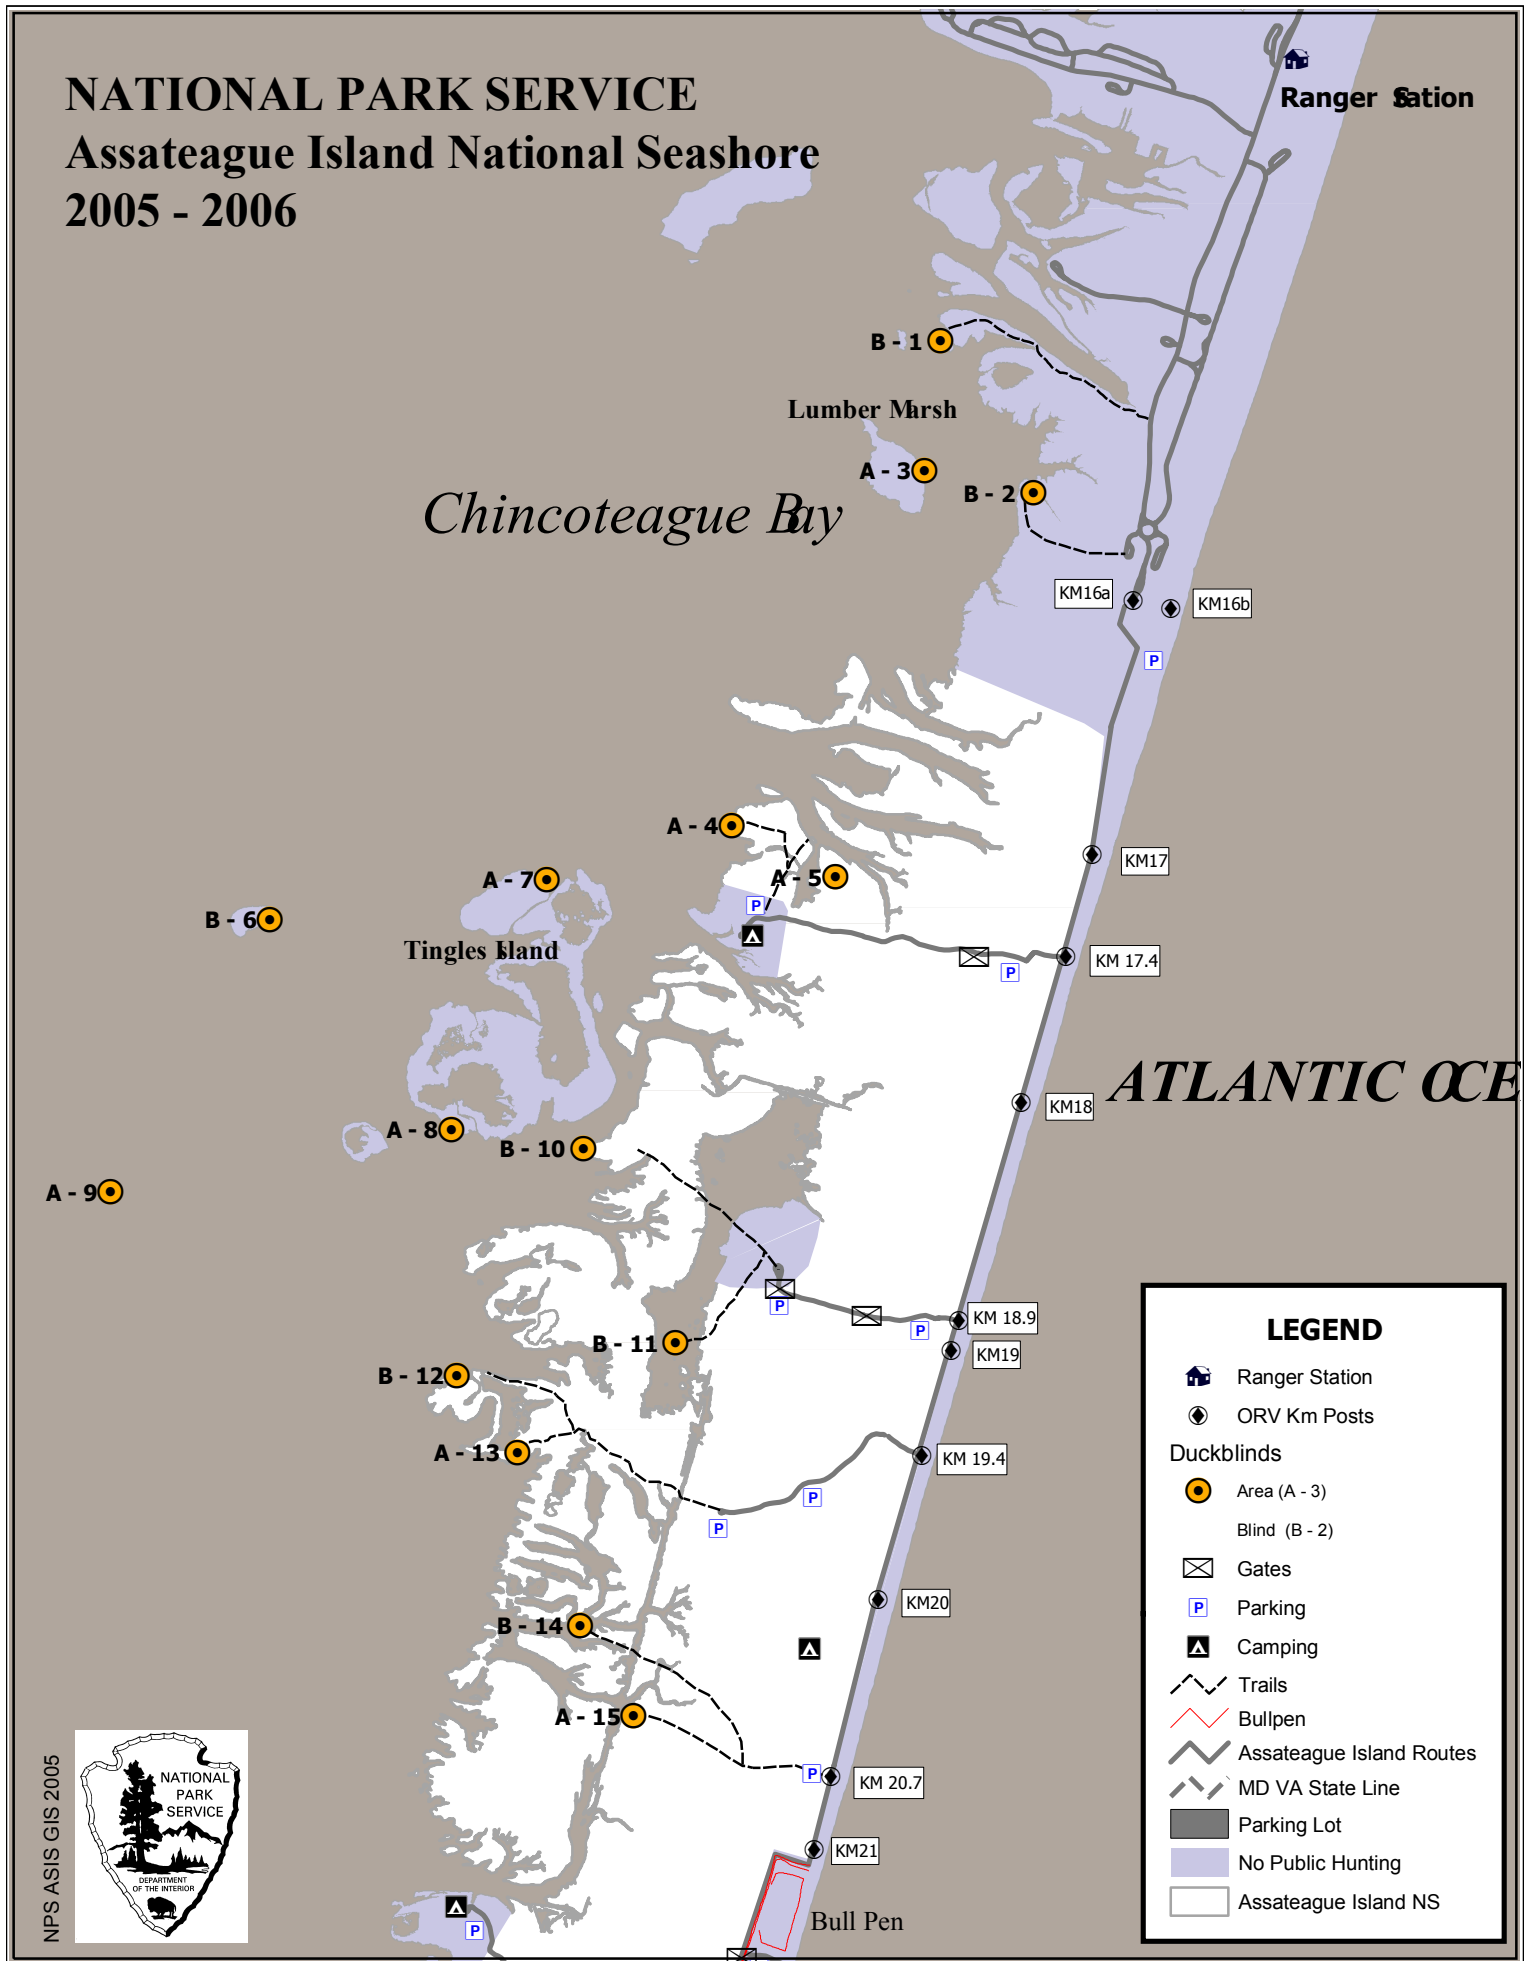 NATIONAL PARK SERVICE
Assateague Island National Seashore
2005 - 2006
Ranger Station
B - 1
Lumber Marsh
A - 3
B - 2
Chincoteague Bay
KM16a
KM16b
P
A - 4
KM17
A - 7
A - 5
P
B - 6
Tingles Island
KM 17.4
P
ATLANTIC OCE
KM18
A - 8
B - 10
A - 9
P
KM 18.9
P
B - 11
KM19
B - 12
A - 13
KM 19.4
P
P
KM20
B - 14
A - 15
P
KM 20.7
KM21
Bull Pen
P
LEGEND
Ranger Station
ORV Km Posts
Duckblinds
Area (A - 3)
Blind (B - 2)
Gates
P Parking
Camping
Trails
Bullpen
Assateague Island Routes
MD VA State Line
Parking Lot
No Public Hunting
Assateague Island NS
NPS ASIS GIS 2005
NATIONAL
PARK
SERVICE
DEPARTMENT
OF THE INTERIOR